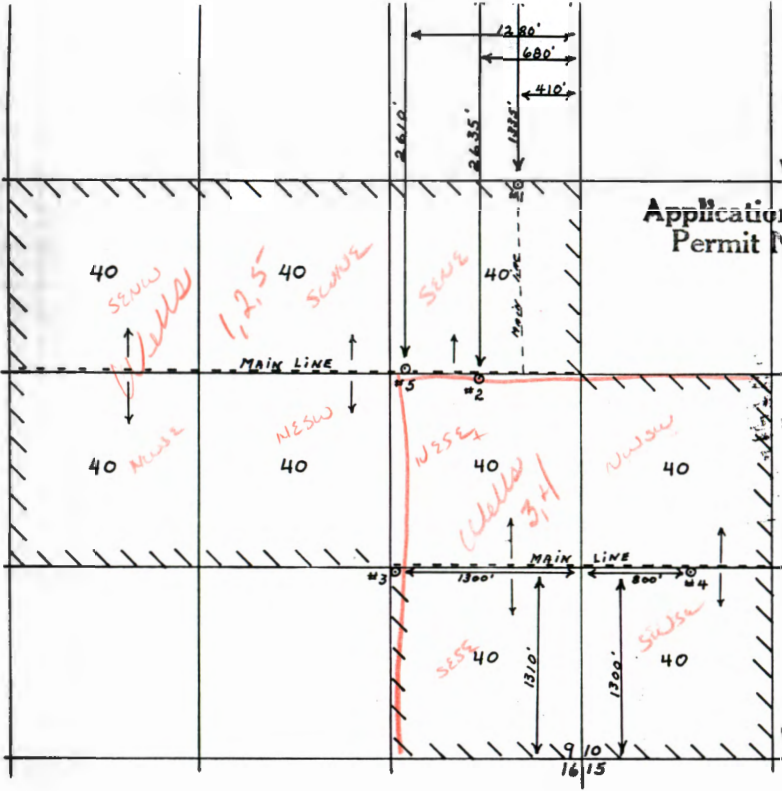 1280'
680'
410'
2610'
2635'
1335'
Application
Permit N
40 40 40
SENW SWNE SENE
Wells 1,2,5
MAIN LINE
MAIN LINE
#5 #2
NWSE NESW NESE NWSW
40 40 40 40
Wells 3,4
MAIN LINE
#3 1300' 800' #4
SESE 40 SWSW 40
1310' 1300'
9 10
16 15